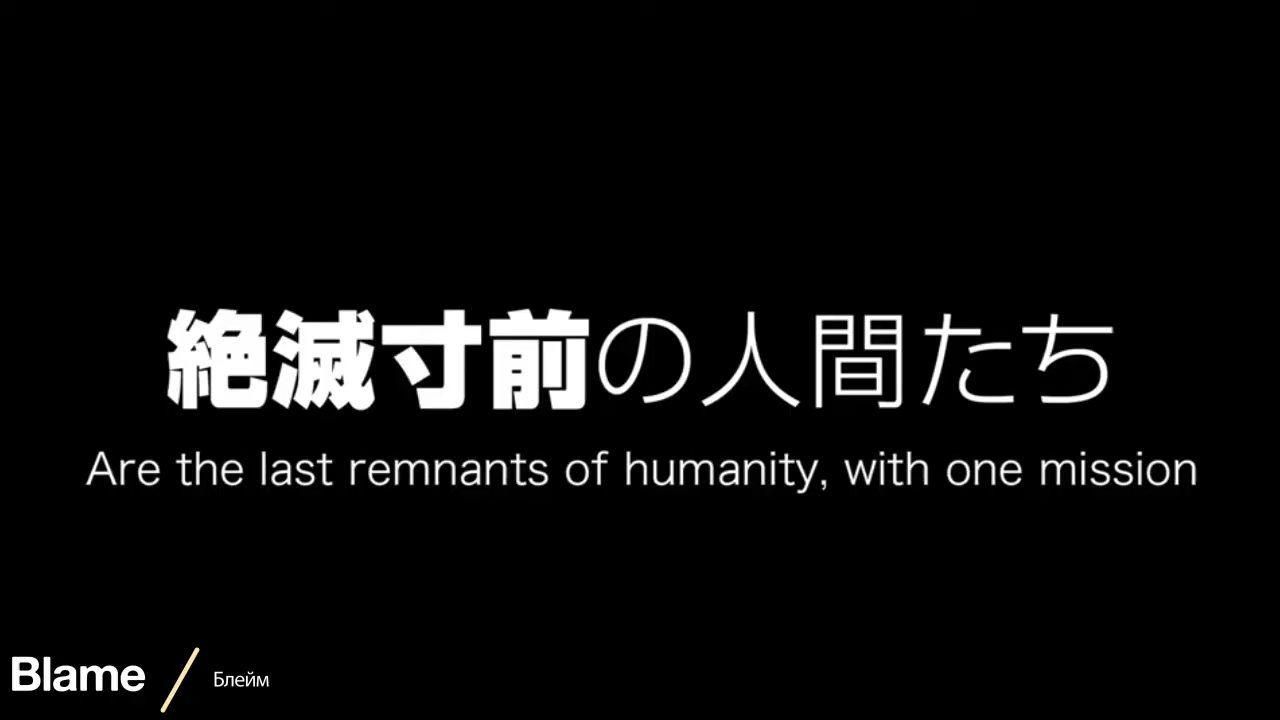 絶滅寸前の人間たち
Are the last remnants of humanity, with one mission
Blame / Блейм